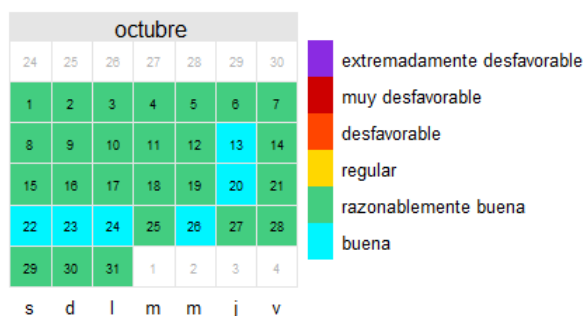 octubre
24 25 26 27 28 29 30
1 2 3 4 5 6 7
8 9 10 11 12 13 14
15 16 17 18 19 20 21
22 23 24 25 26 27 28
29 30 31 1 2 3 4
s d l m m j v
extremadamente desfavorable
muy desfavorable
desfavorable
regular
razonablemente buena
buena